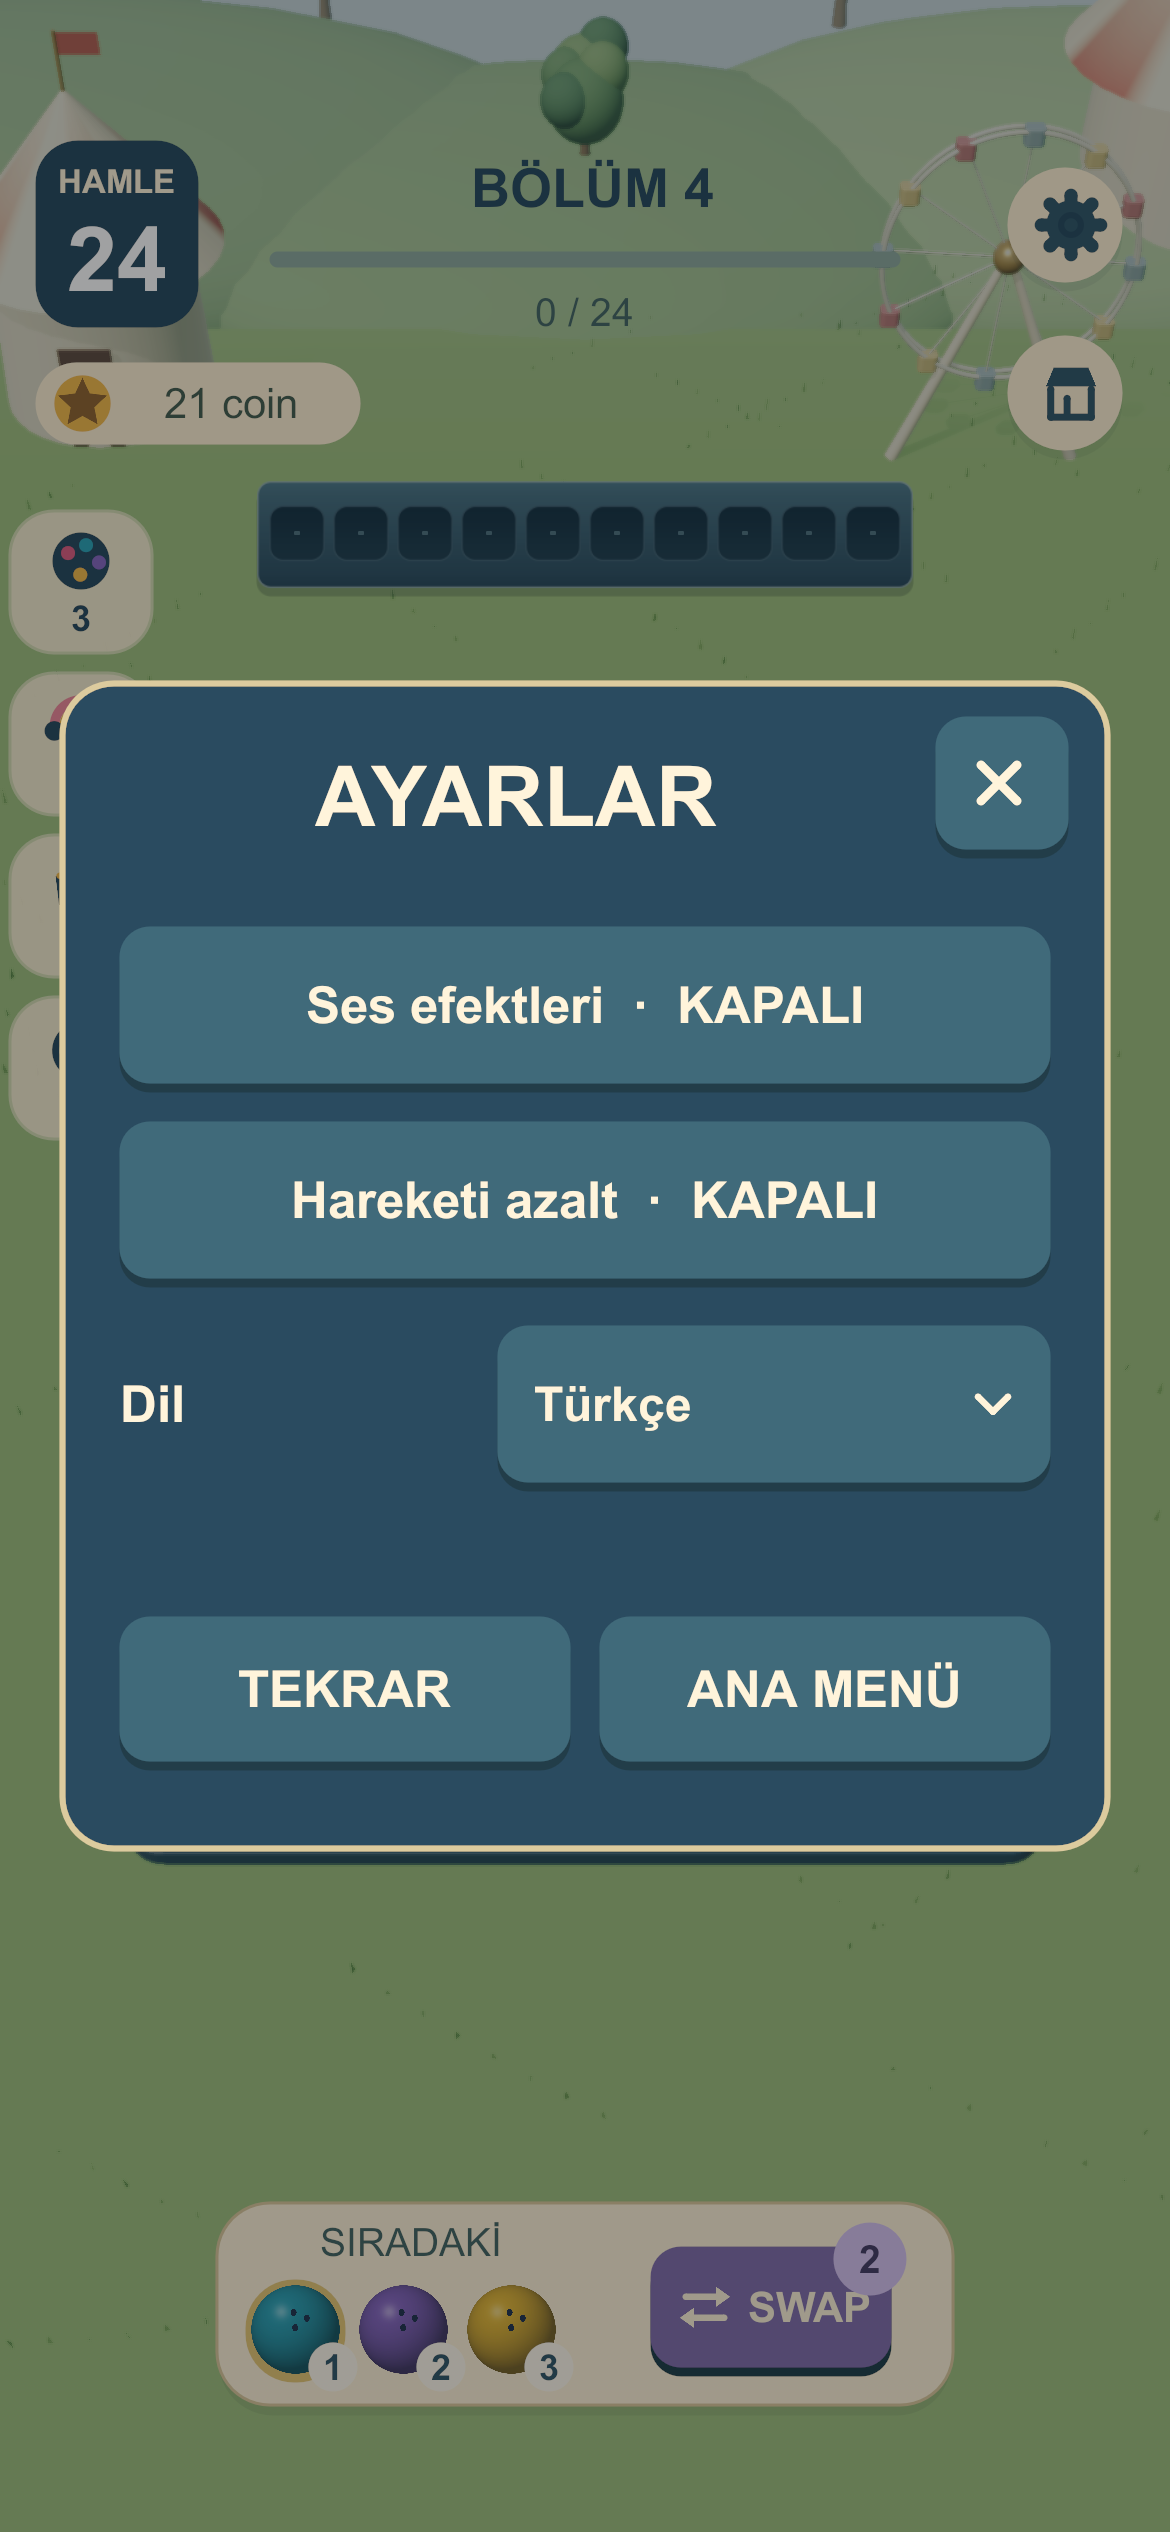 HAMLE
24
BÖLÜM 4
0 / 24
21 coin
3
AYARLAR
Ses efektleri · KAPALI
Hareketi azalt · KAPALI
Dil
Türkçe
TEKRAR
ANA MENÜ
SIRADAKİ
1
2
3
SWAP
2